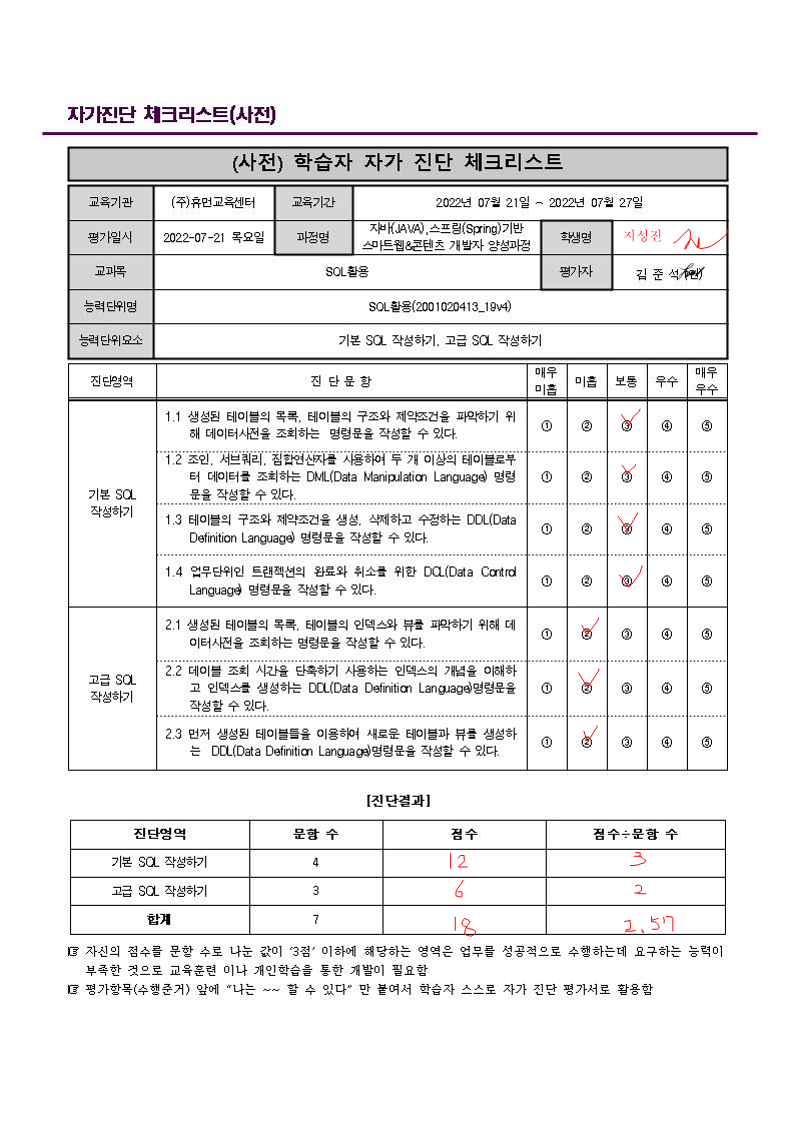 자가진단 체크리스트(사전)
(사전) 학습자 자가 진단 체크리스트
교육기관 (주)휴먼교육센터 교육기간 2022년 07월 21일 ~ 2022년 07월 27일
평가일시 2022-07-21 목요일 과정명 자바(JAVA),스프링(Spring)기반
스마트웹&콘텐츠 개발자 양성과정 학생명 지성진
교과목 SQL활용 평가자 김 준 석
능력단위명 SQL활용(2001020413_19v4)
능력단위요소 기본 SQL 작성하기, 고급 SQL 작성하기
진단영역 진 단 문 항 매우 미흡 미흡 보통 우수 매우 우수
기본 SQL
작성하기
1.1 생성된 테이블의 목록, 테이블의 구조와 제약조건을 파악하기 위
해 데이터사전을 조회하는 명령문을 작성할 수 있다. ① ② ③ ④ ⑤
1.2 조인, 서브쿼리, 집합연산자를 사용하여 두 개 이상의 테이블로부
터 데이터를 조회하는 DML(Data Manipulation Language) 명령
문을 작성할 수 있다. ① ② ③ ④ ⑤
1.3 테이블의 구조와 제약조건을 생성, 삭제하고 수정하는 DDL(Data
Definition Language) 명령문을 작성할 수 있다. ① ② ③ ④ ⑤
1.4 업무단위인 트랜젝션의 완료와 취소를 위한 DCL(Data Control
Language) 명령문을 작성할 수 있다. ① ② ③ ④ ⑤
고급 SQL
작성하기
2.1 생성된 테이블의 목록, 테이블의 인덱스와 뷰를 파악하기 위해 데
이터사전을 조회하는 명령문을 작성할 수 있다. ① ② ③ ④ ⑤
2.2 데이블 조회 시간을 단축하기 사용하는 인덱스의 개념을 이해하
고 인덱스를 생성하는 DDL(Data Definition Language)명령문을
작성할 수 있다. ① ② ③ ④ ⑤
2.3 먼저 생성된 테이블들을 이용하여 새로운 테이블과 뷰를 생성하
는 DDL(Data Definition Language)명령문을 작성할 수 있다. ① ② ③ ④ ⑤
[진단결과]
진단영역 문항 수 점수 점수÷문항 수
기본 SQL 작성하기 4 12 3
고급 SQL 작성하기 3 6 2
합계 7 18 2.57
☞ 자신의 점수를 문항 수로 나눈 값이 ‘3점’ 이하에 해당하는 영역은 업무를 성공적으로 수행하는데 요구하는 능력이
부족한 것으로 교육훈련 이나 개인학습을 통한 개발이 필요함
☞ 평가항목(수행준거) 앞에 “나는 ~~ 할 수 있다” 만 붙여서 학습자 스스로 자가 진단 평가서로 활용함